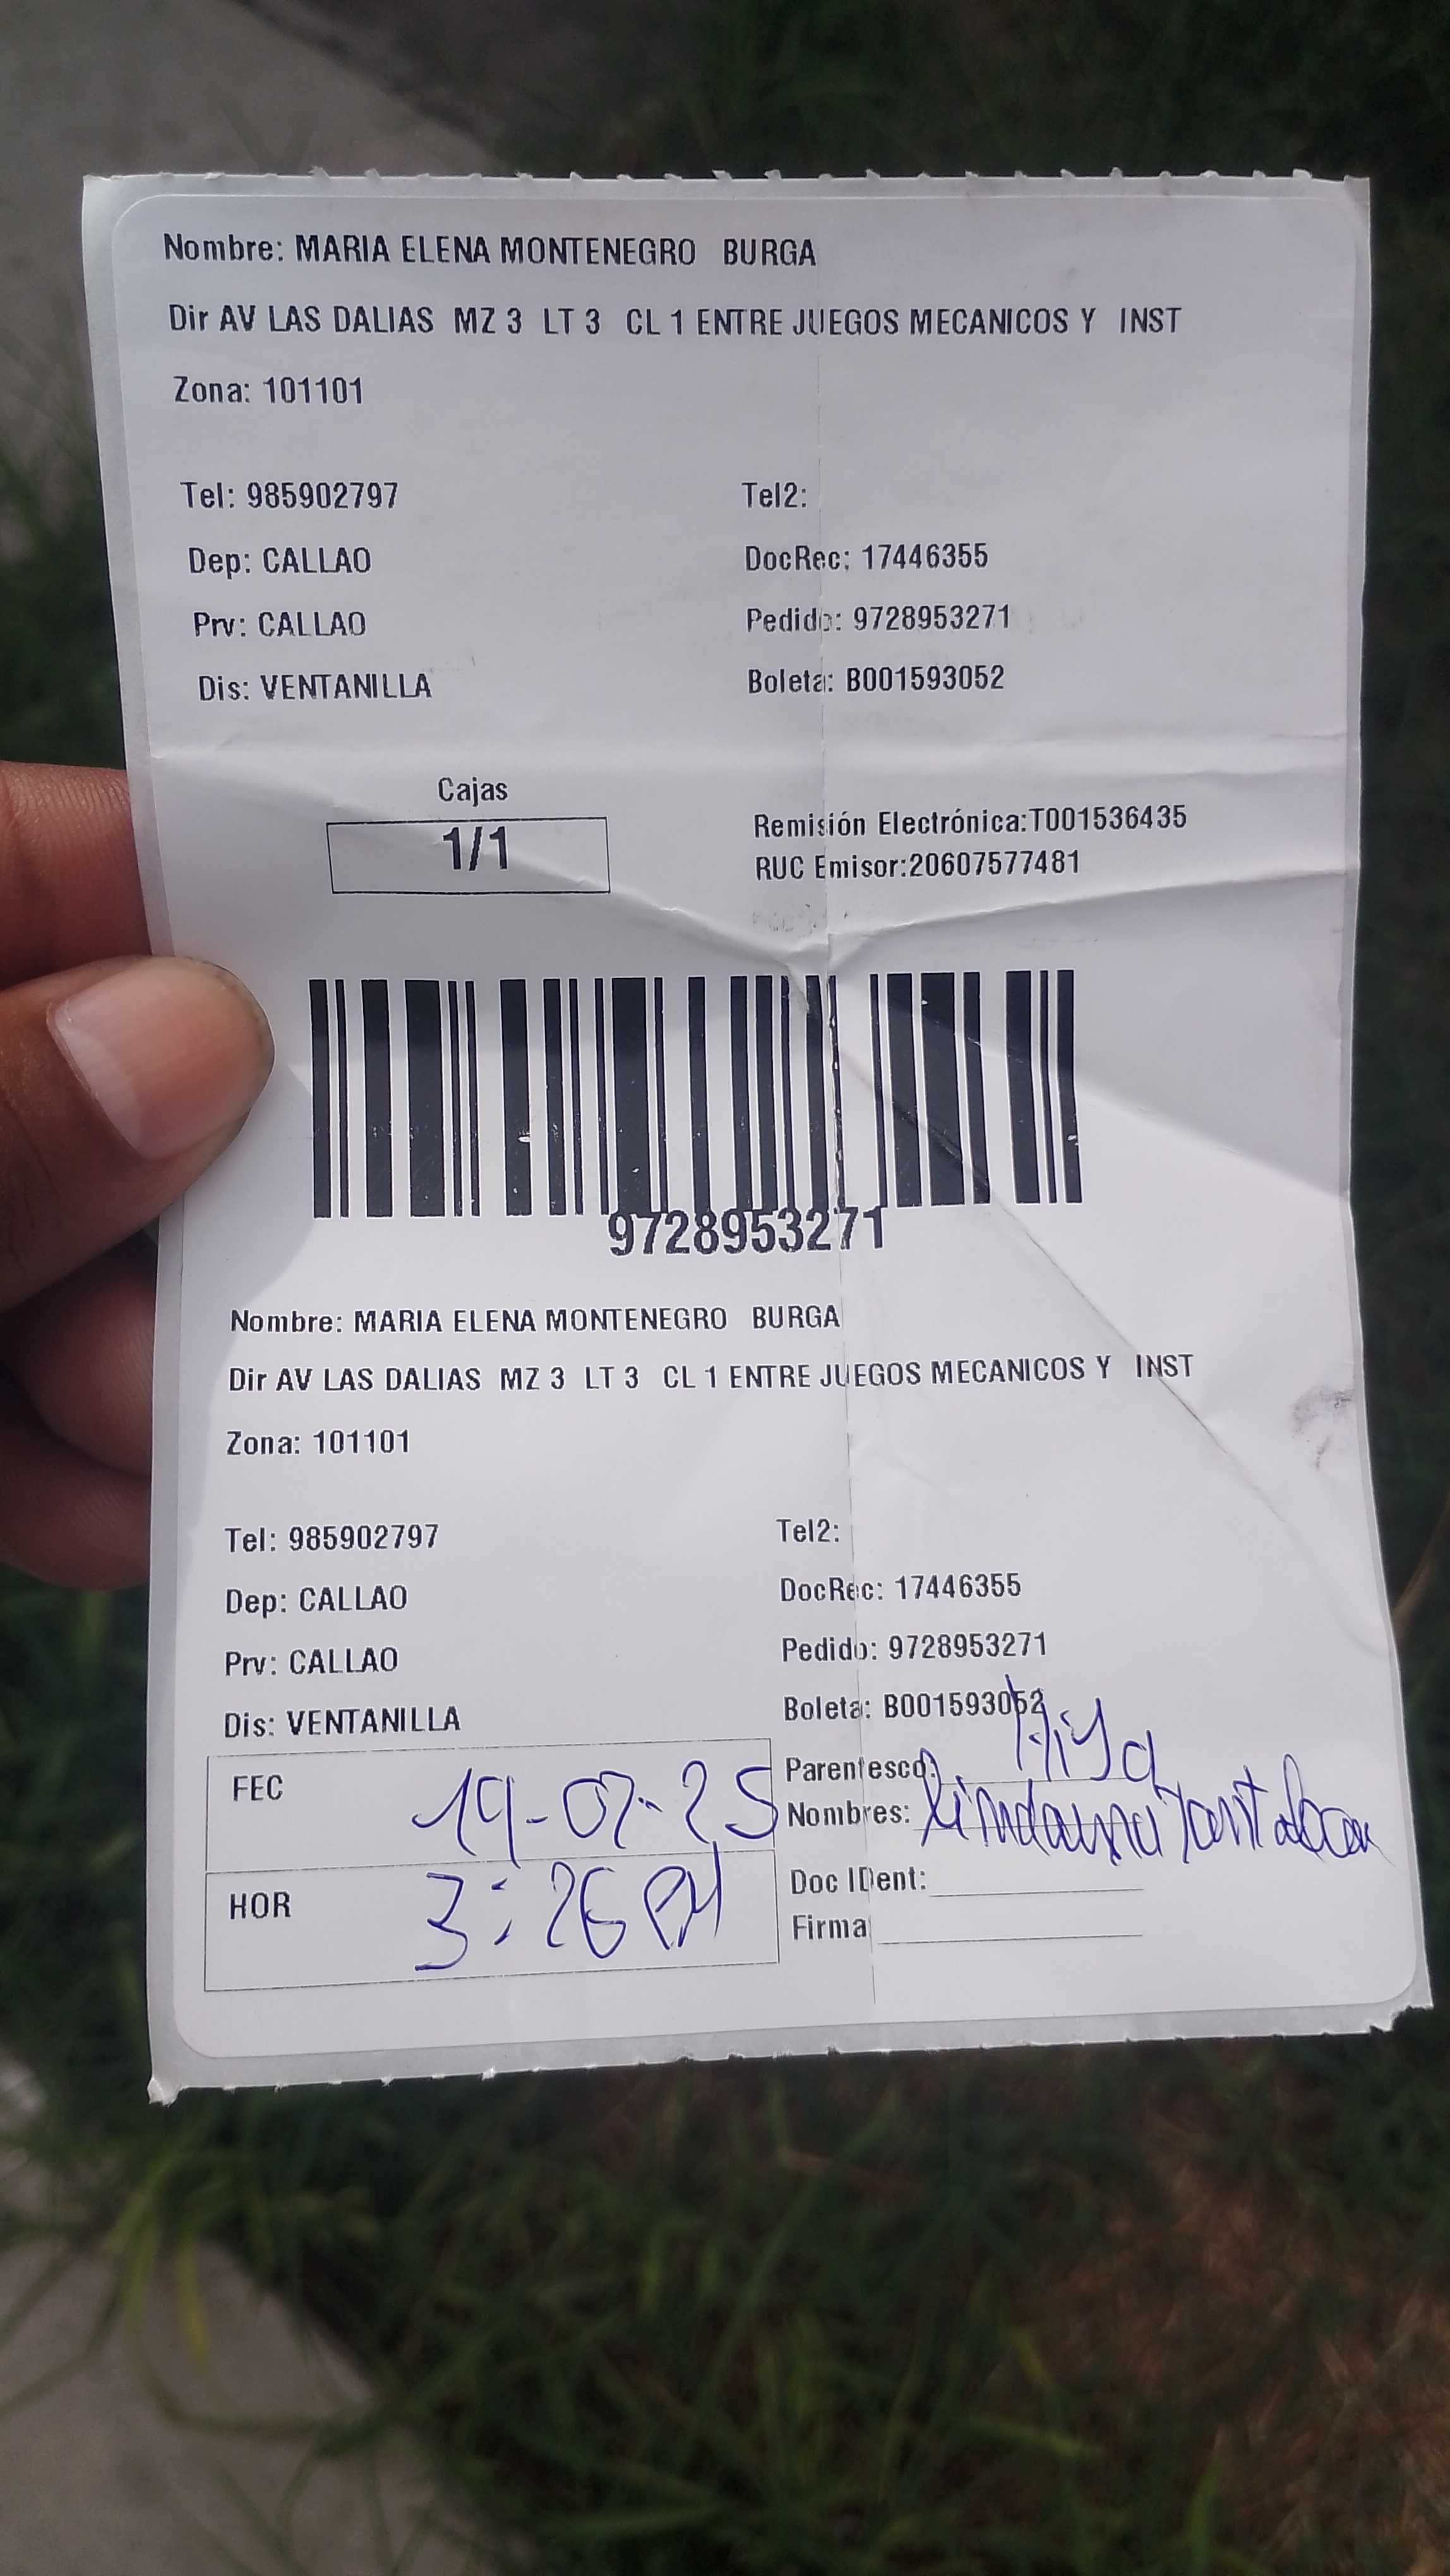 Nombre: MARIA ELENA MONTENEGRO BURGA
Dir AV LAS DALIAS MZ 3 LT 3 CL 1 ENTRE JUEGOS MECANICOS Y INST
Zona: 101101
Tel: 985902797 Tel2:
Dep: CALLAO DocRec: 17446355
Prv: CALLAO Pedido: 9728953271
Dis: VENTANILLA Boleta: B001593052
Cajas
1/1
Remisión Electrónica:T001536435
RUC Emisor:20607577481
9728953271
Nombre: MARIA ELENA MONTENEGRO BURGA
Dir AV LAS DALIAS MZ 3 LT 3 CL 1 ENTRE JUEGOS MECANICOS Y INST
Zona: 101101
Tel: 985902797 Tel2:
Dep: CALLAO DocRec: 17446355
Prv: CALLAO Pedido: 9728953271
Dis: VENTANILLA Boleta: B001593052
FEC 19-02-25 Parentesco: Hija
Nombres:
HOR 3:26 PM Doc IDent:
Firma